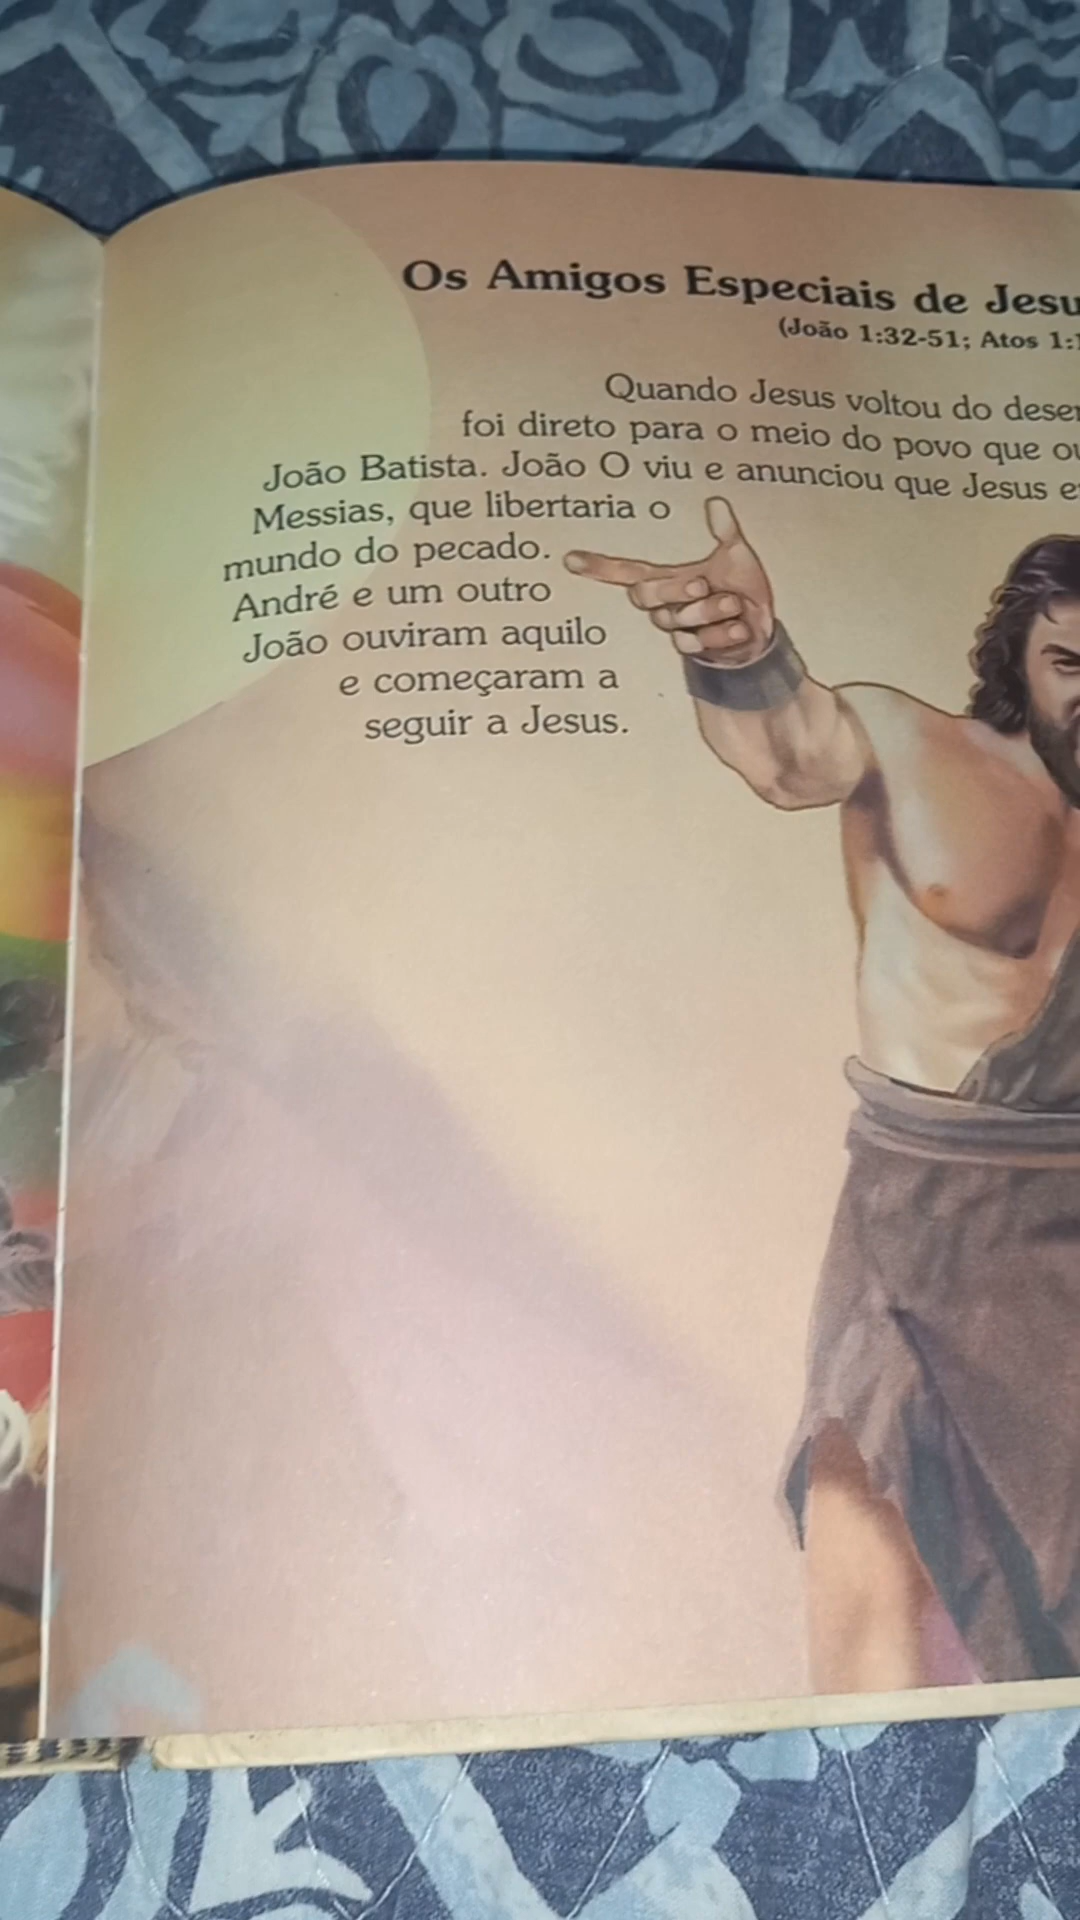 Os Amigos Especiais de
(João 1:32-51; Atos
Quando Jesus voltou do
foi direto para o meio do povo que
João Batista. João O viu e anunciou que Jesus
Messias, que libertaria o
mundo do pecado.
André e um outro
João ouviram aquilo
e começaram a
seguir a Jesus.